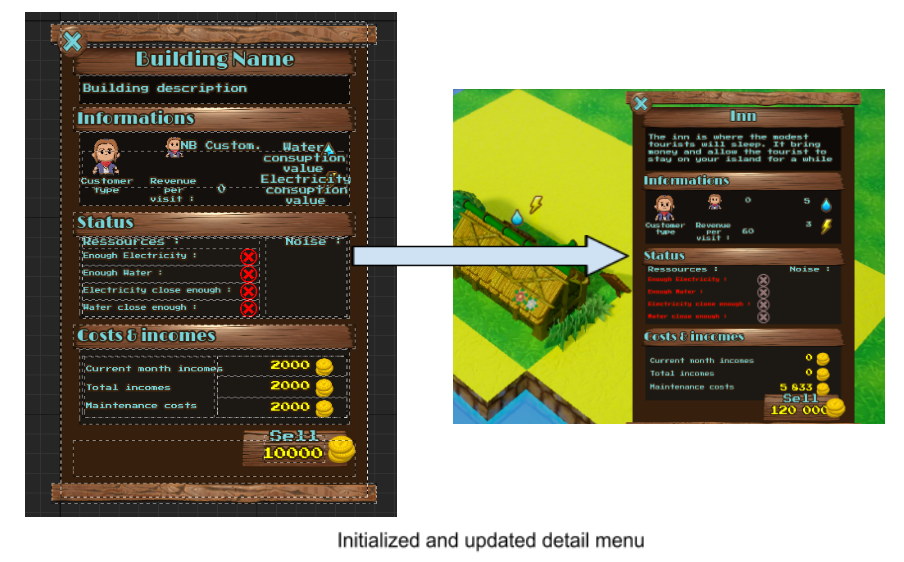 Building Name
Building description
Informations
NB Custom.
Water
consuption
value
Customer
Type
Revenue
per
visit :
0
Electricity
consuption
value
Status
Ressources :
Noise :
Enough Electricity :
Enough Water :
Electricity close enough :
Water close enough :
Costs & incomes
Current month incomes
2000
Total incomes
2000
Maintenance costs
2000
Sell
10000
Inn
The inn is where the modest
tourists will sleep. It bring
money and allow the tourist to
stay on your island for a while
Informations
0
5
Customer
Type
Revenue
per
visit :
60
3
Status
Ressources :
Noise :
Enough Electricity :
Enough Water :
Electricity close enough :
Water close enough :
Costs & incomes
Current month incomes
0
Total incomes
0
Maintenance costs
5 833
Sell
120 000
Initialized and updated detail menu